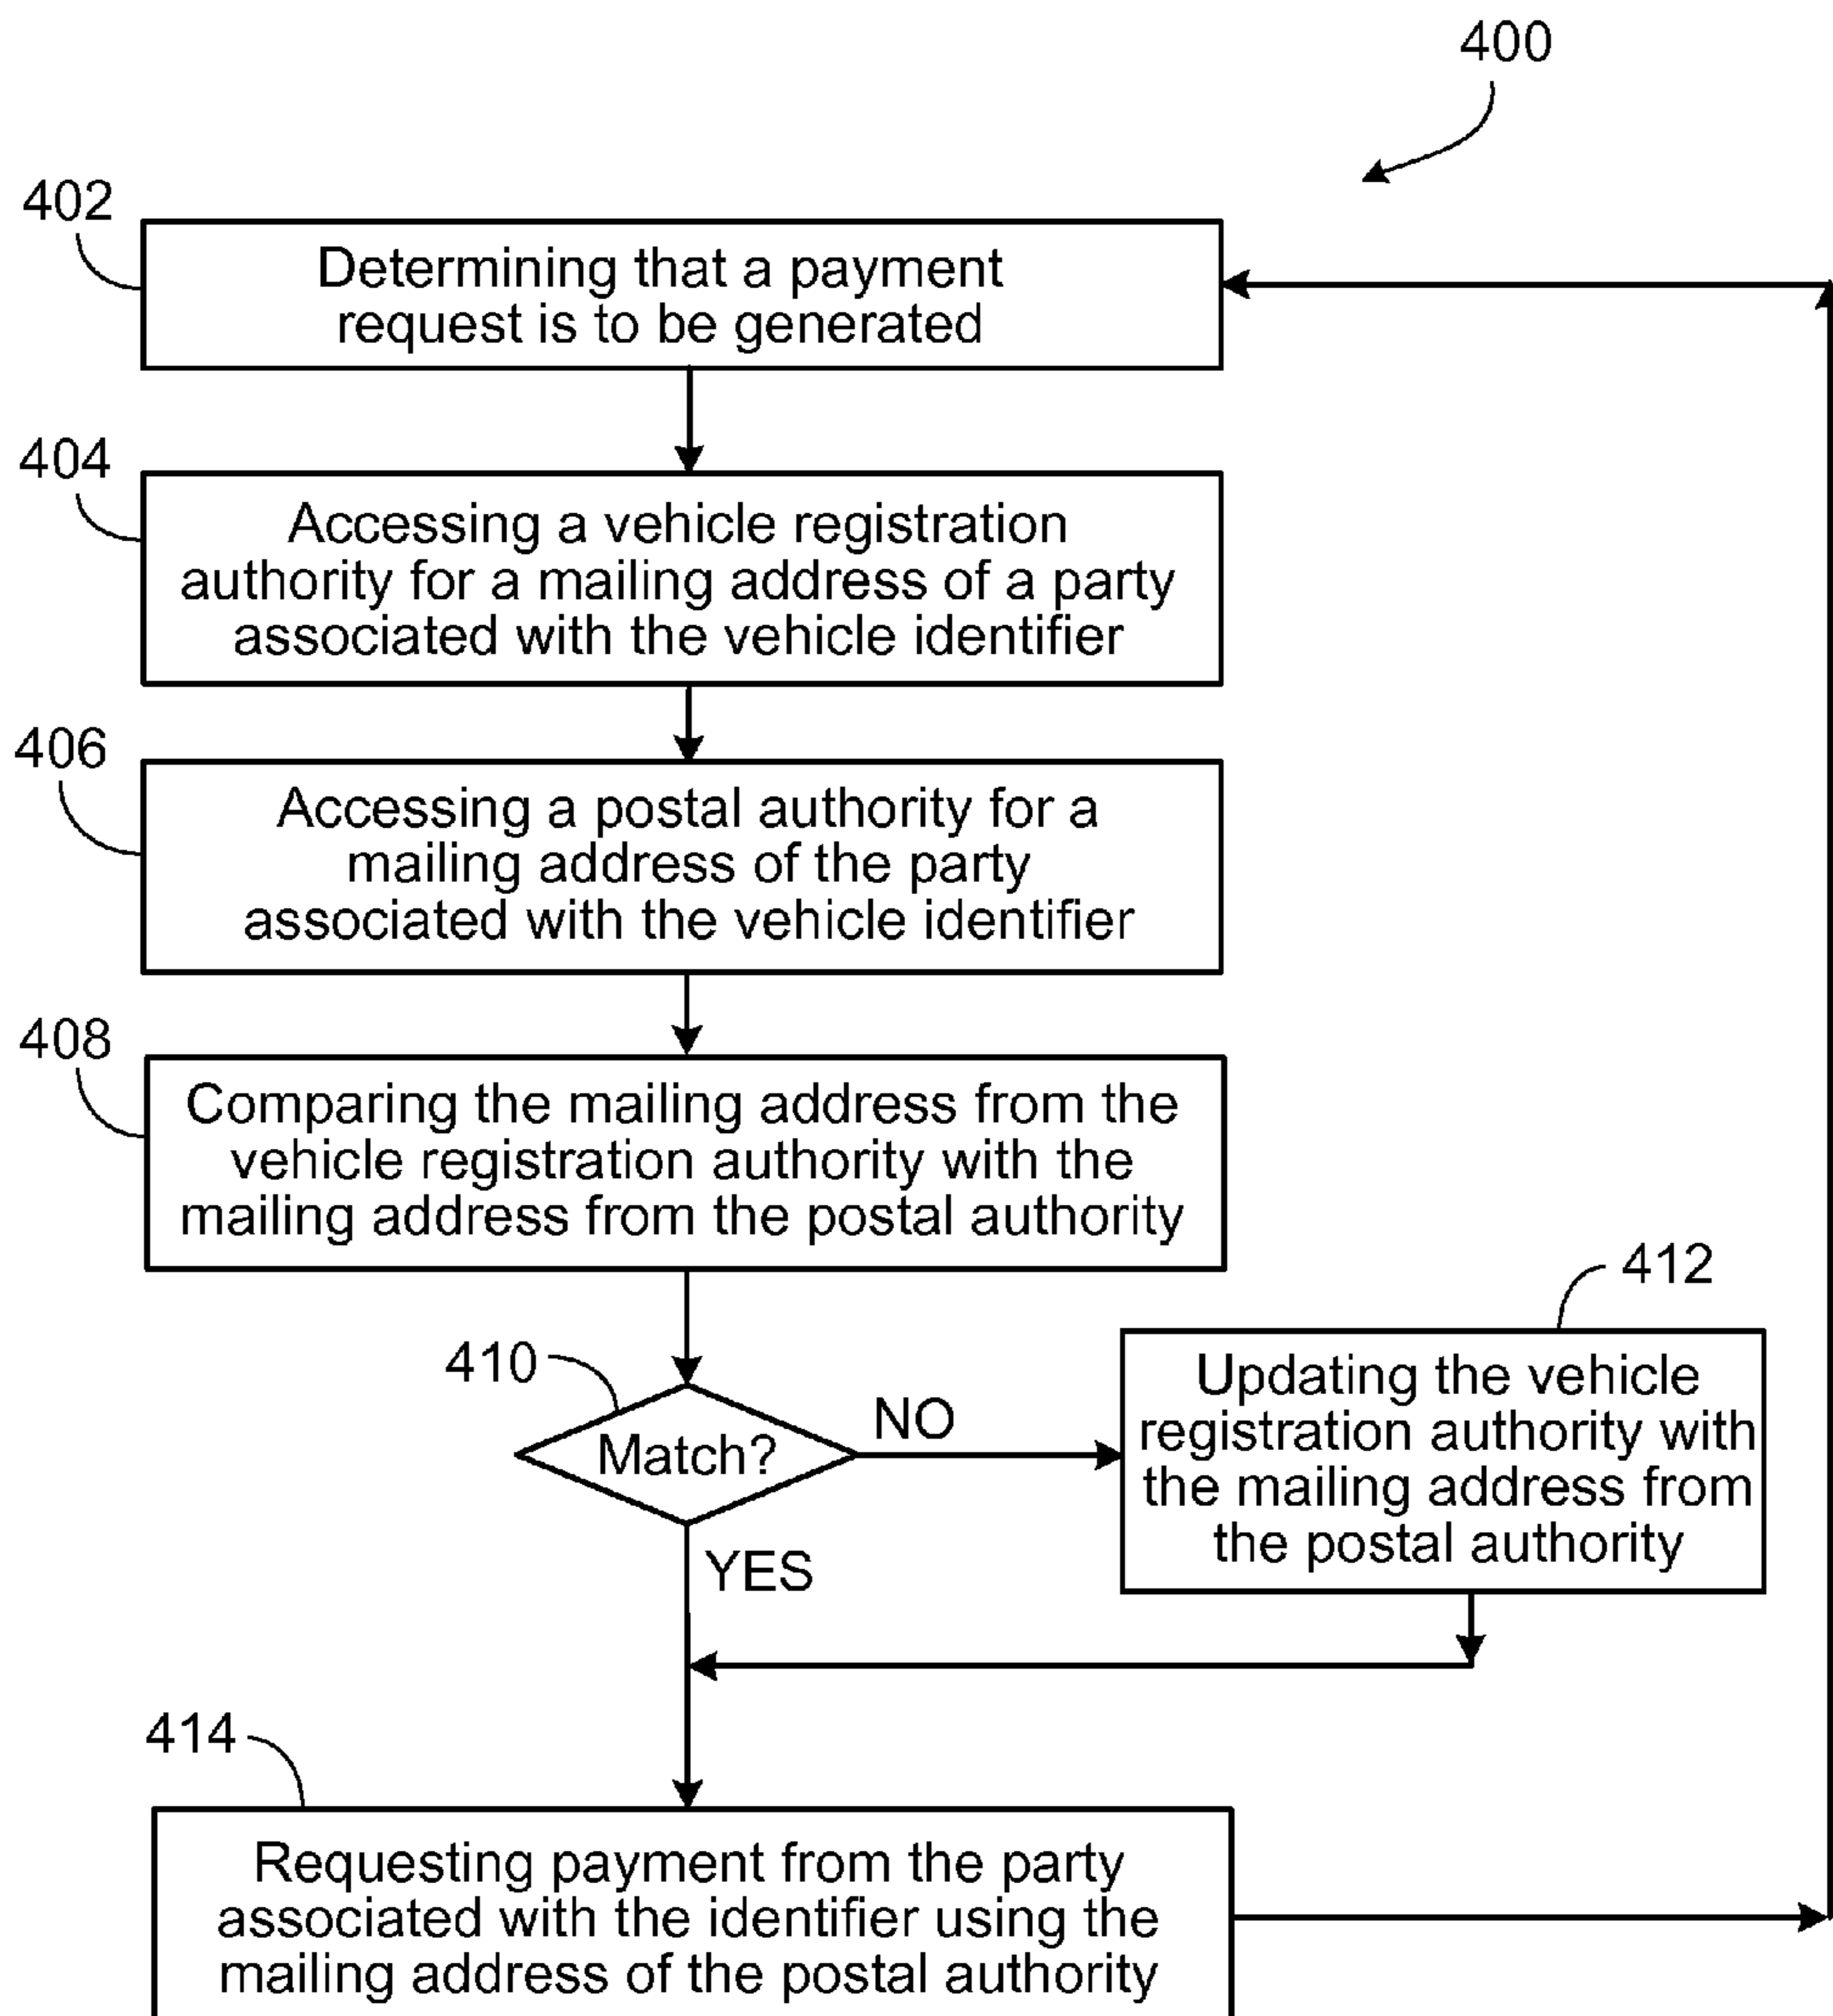 400
402
Determining that a payment
request is to be generated
404
Accessing a vehicle registration
authority for a mailing address of a party
associated with the vehicle identifier
406
Accessing a postal authority for a
mailing address of the party
associated with the vehicle identifier
408
Comparing the mailing address from the
vehicle registration authority with the
mailing address from the postal authority
410
Match?
NO
YES
412
Updating the vehicle
registration authority with
the mailing address from
the postal authority
414
Requesting payment from the party
associated with the identifier using the
mailing address of the postal authority